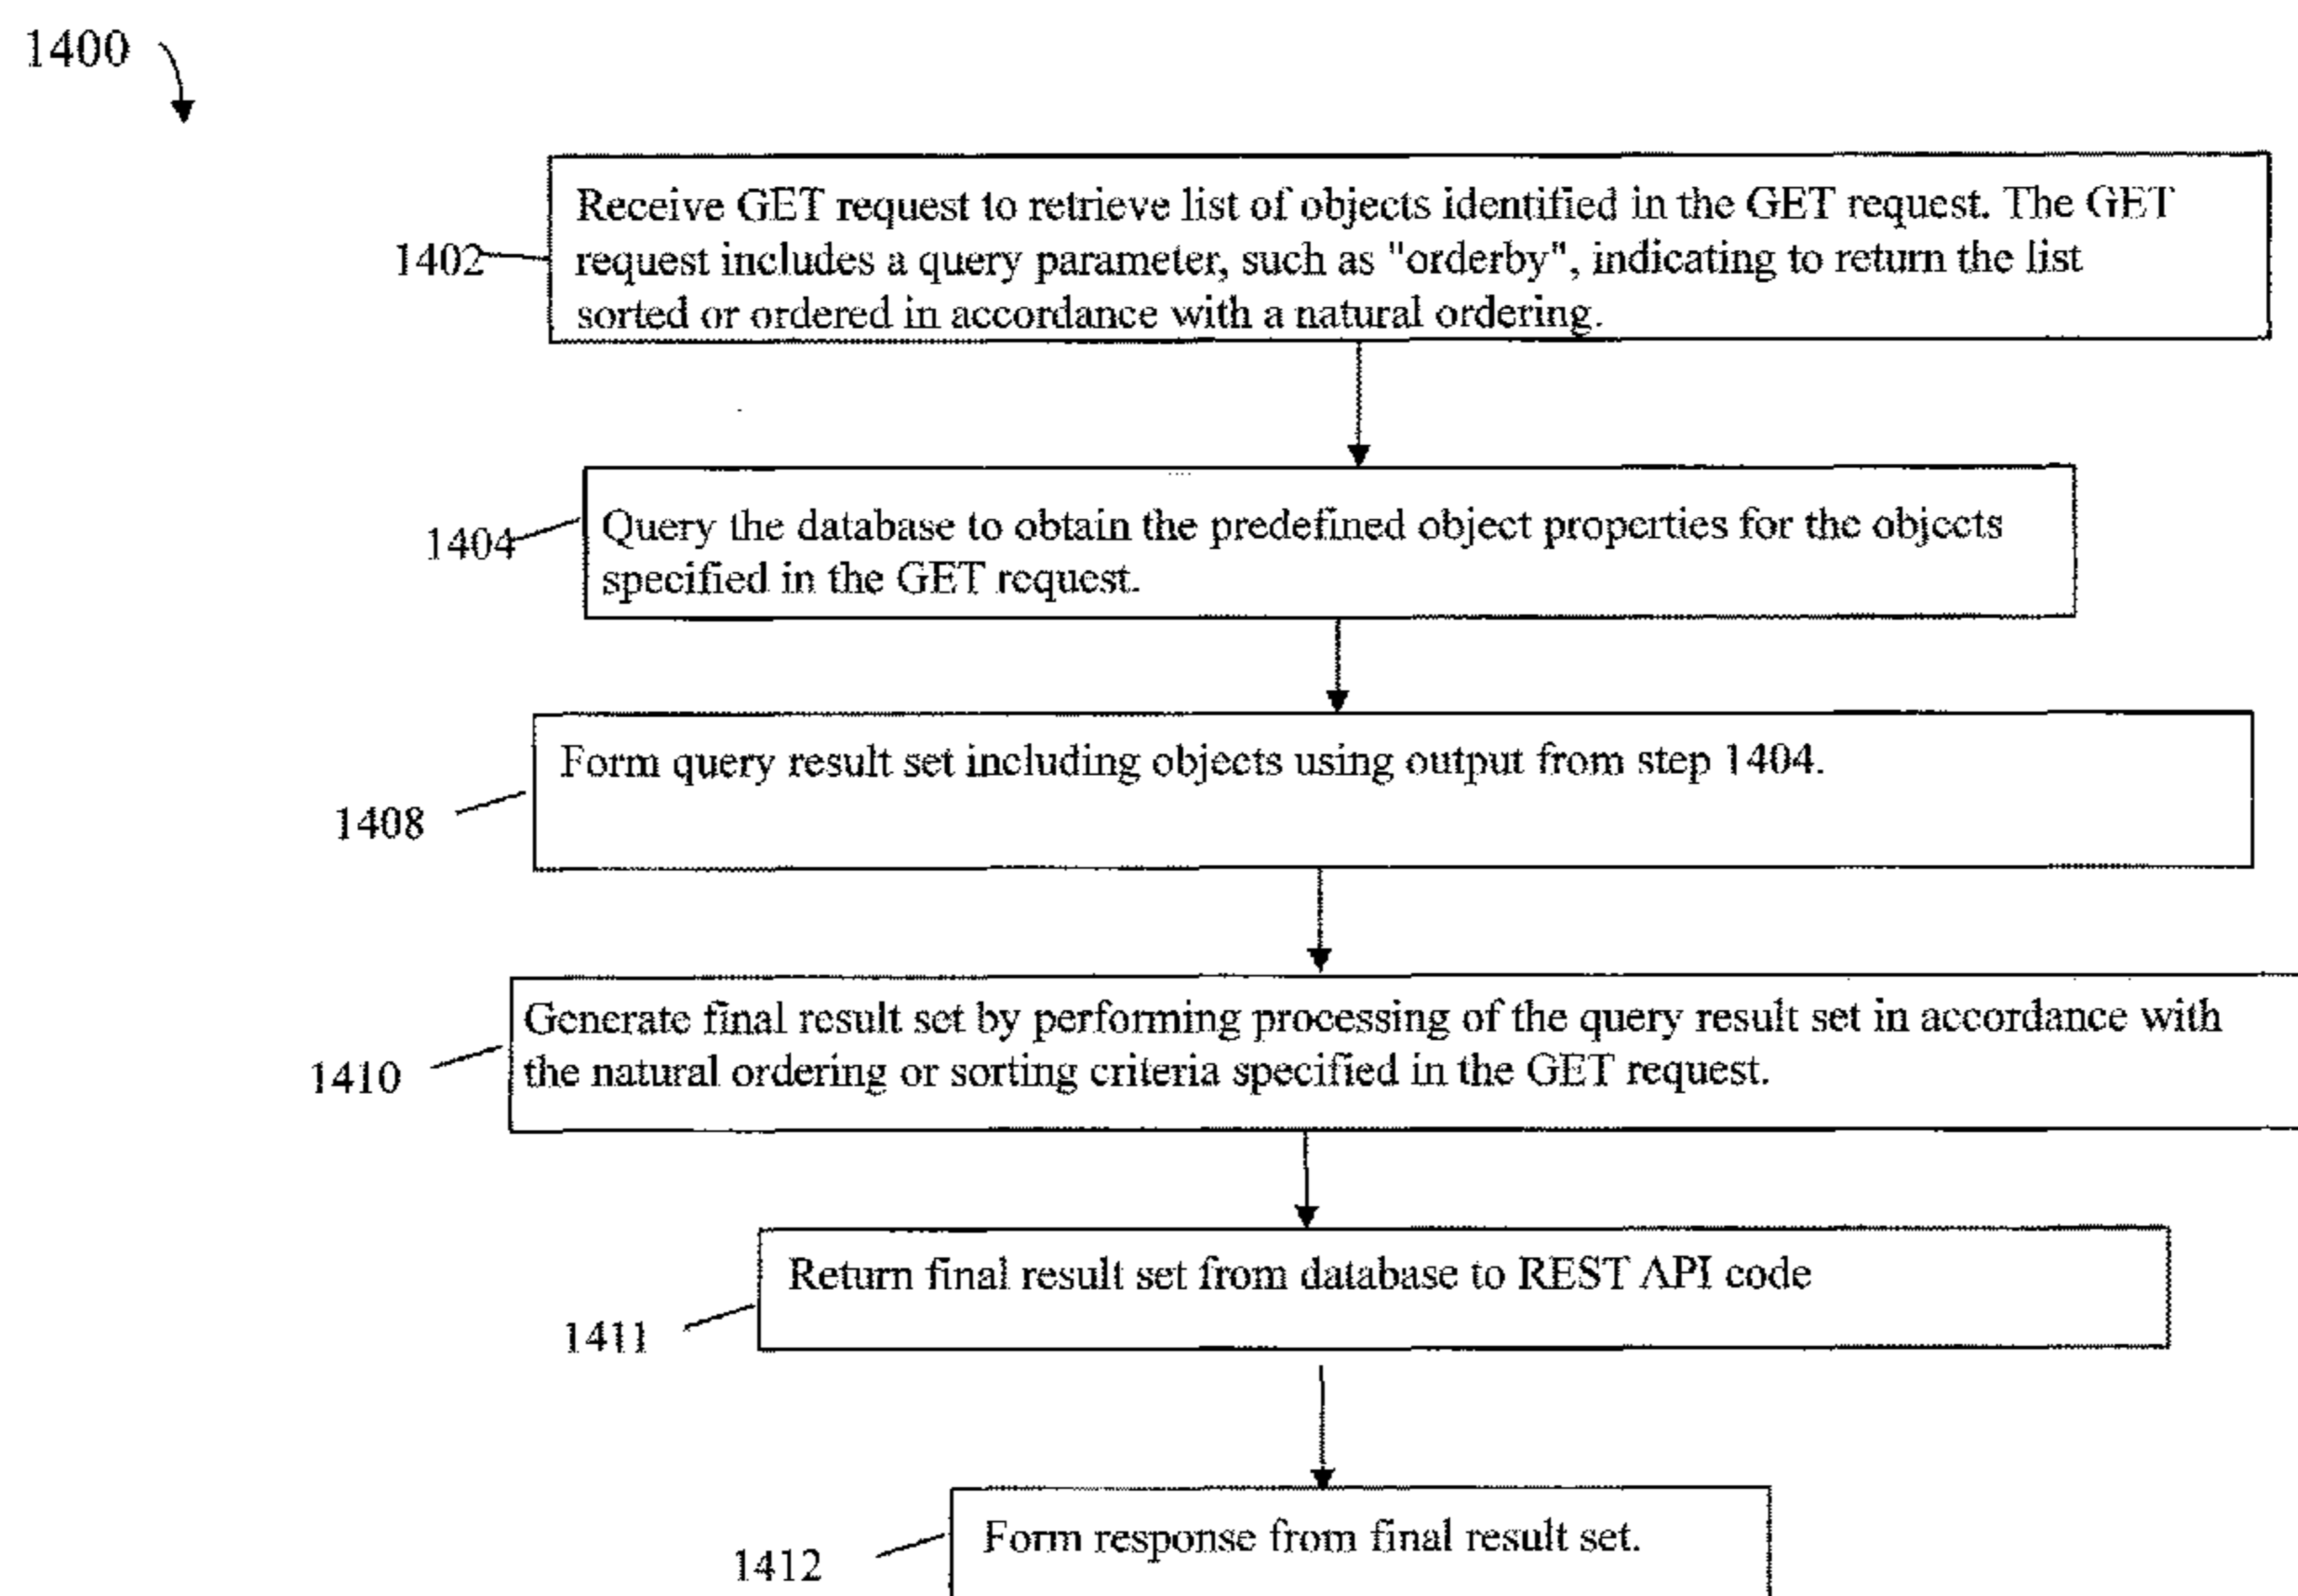 1400
Receive GET request to retrieve list of objects identified in the GET request. The GET
1402
request includes a query parameter, such as "orderby", indicating to return the list
sorted or ordered in accordance with a natural ordering.
1404
Query the database to obtain the predefined object properties for the objects
specified in the GET request.
Form query result set including objects using output from step 1404.
1408
Generate final result set by performing processing of the query result set in accordance with
1410
the natural ordering or sorting criteria specified in the GET request.
Return final result set from database to REST API code
1411
Form response from final result set.
1412